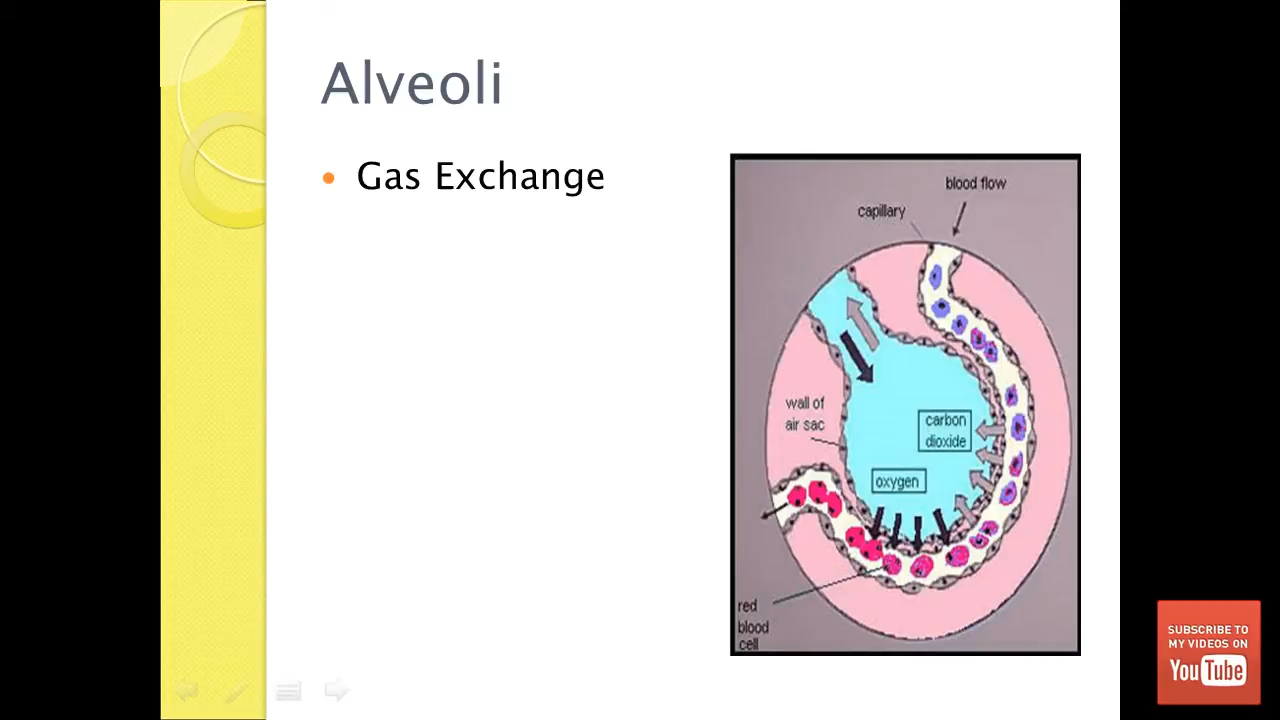 Alveoli
Gas Exchange
blood flow
capillary
wall of
air sac
carbon
dioxide
oxygen
red
blood
cell
SUBSCRIBE TO
MY VIDEOS ON
YouTube